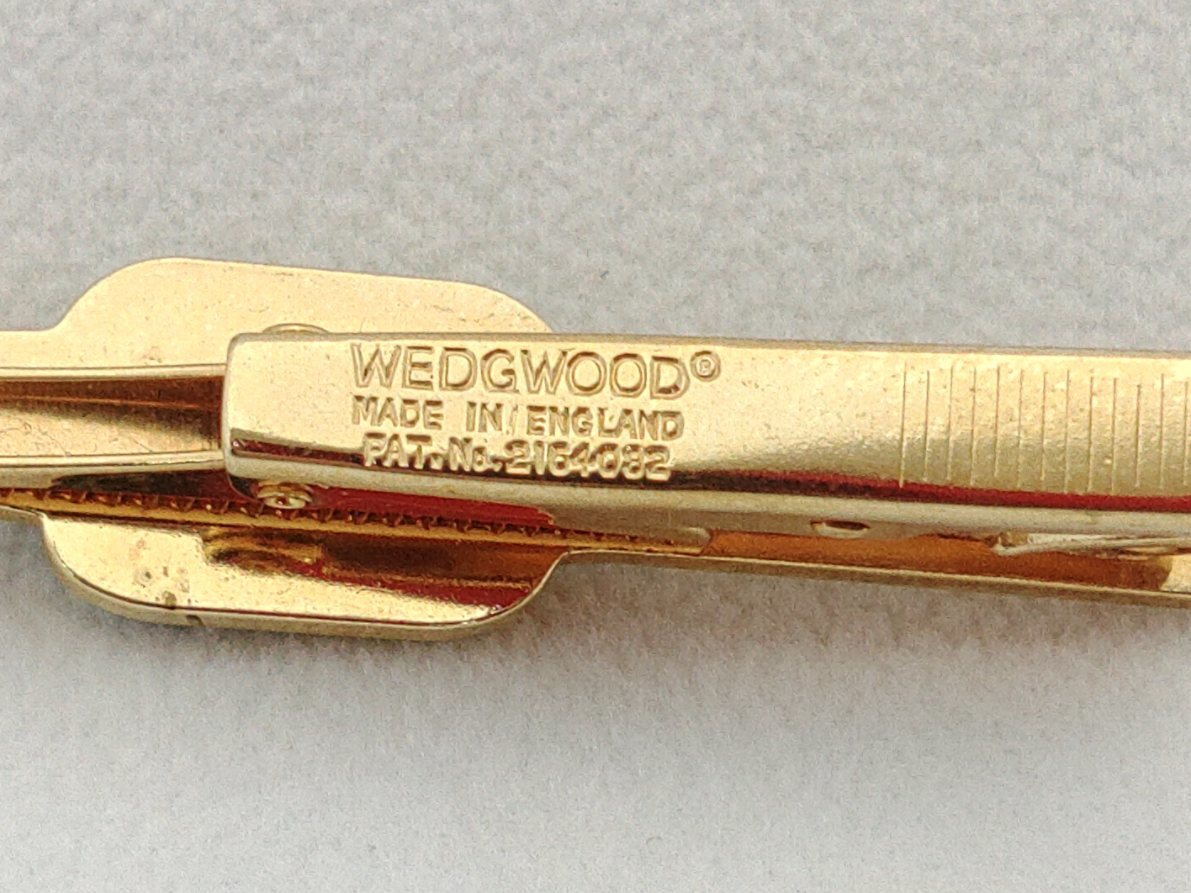 WEDGWOOD®
MADE IN ENGLAND
PAT. No. 2164082